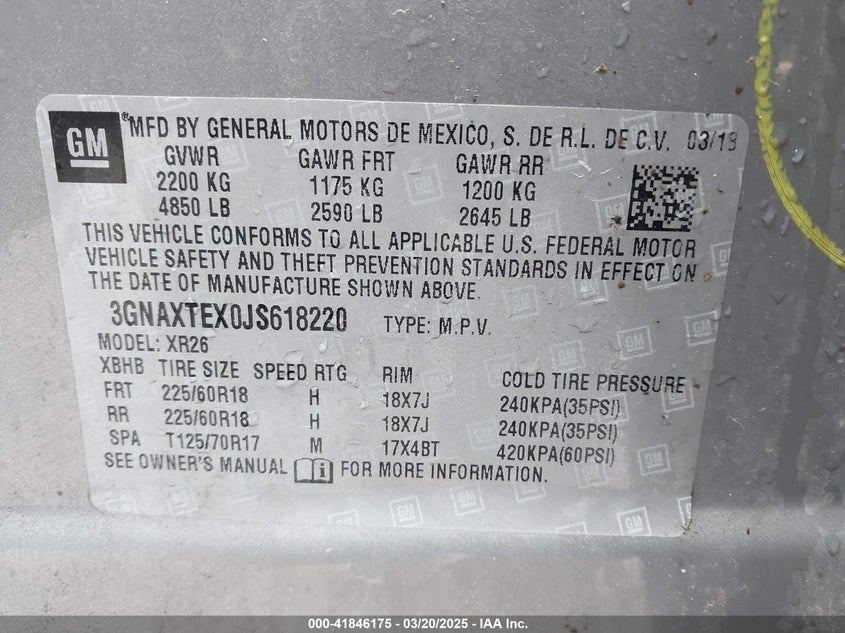 GM
® MFD BY GENERAL MOTORS DE MEXICO, S. DE R.L. DE C.V. 03/18
GVWR GAWR FRT GAWR RR
2200 KG 1175 KG 1200 KG
4850 LB 2590 LB 2645 LB
THIS VEHICLE CONFORMS TO ALL APPLICABLE U.S. FEDERAL MOTOR
VEHICLE SAFETY AND THEFT PREVENTION STANDARDS IN EFFECT ON
THE DATE OF MANUFACTURE SHOWN ABOVE.
3GNAXTEX0JS618220 TYPE: M.P.V.
MODEL: XR26
XBHB TIRE SIZE SPEED RTG RIM COLD TIRE PRESSURE
FRT 225/60R18 H 18X7J 240KPA(35PSI)
RR 225/60R18 H 18X7J 240KPA(35PSI)
SPA T125/70R17 M 17X4BT 420KPA(60PSI)
SEE OWNER'S MANUAL FOR MORE INFORMATION.
000-41846175 - 03/20/2025 - IAA Inc.